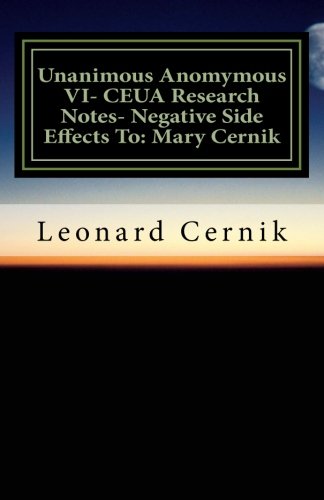 Unanimous Anomymous
VI- CEUA Research
Notes- Negative Side
Effects To: Mary Cernik
Leonard Cernik